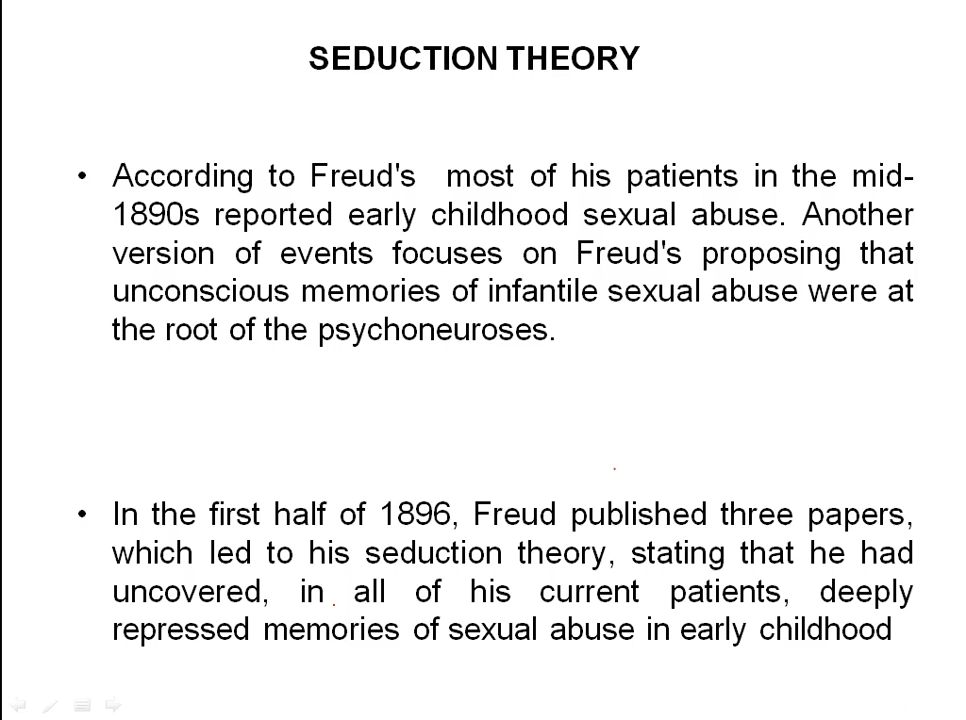 SEDUCTION THEORY
• According to Freud's most of his patients in the mid-
1890s reported early childhood sexual abuse. Another
version of events focuses on Freud's proposing that
unconscious memories of infantile sexual abuse were at
the root of the psychoneuroses.
• In the first half of 1896, Freud published three papers,
which led to his seduction theory, stating that he had
uncovered, in all of his current patients, deeply
repressed memories of sexual abuse in early childhood